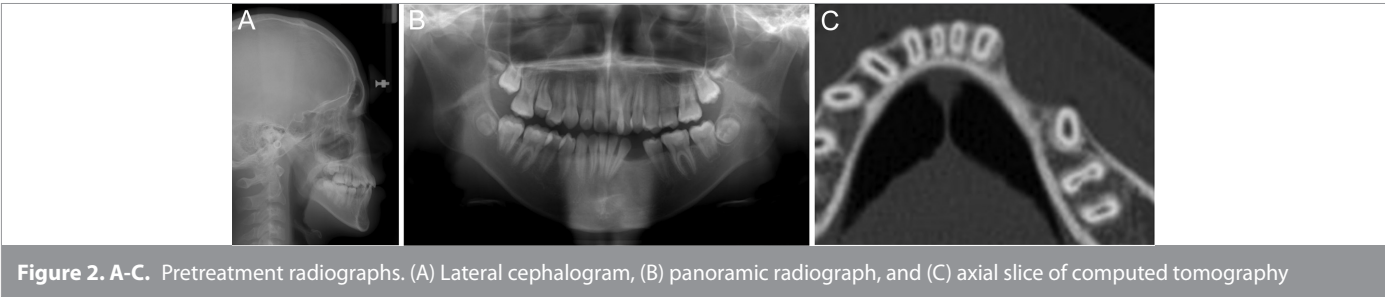 A
B
C
Figure 2. A-C. Pretreatment radiographs. (A) Lateral cephalogram, (B) panoramic radiograph, and (C) axial slice of computed tomography